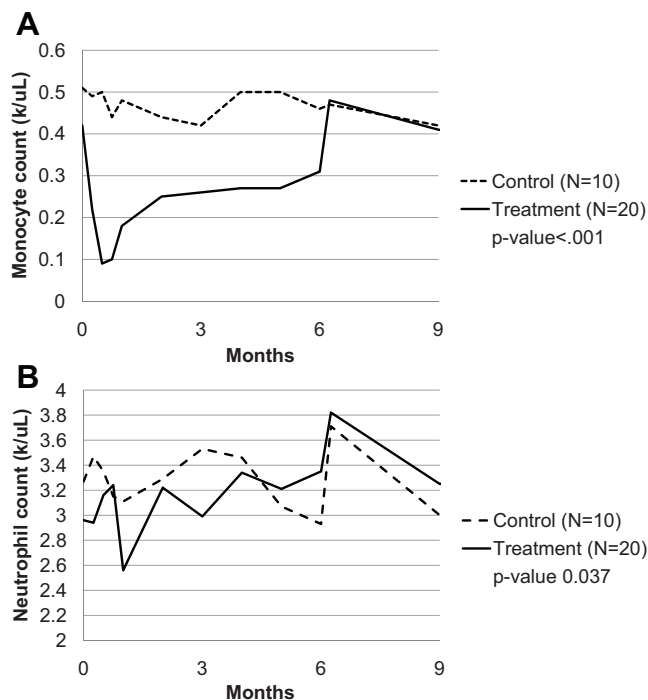 A
Monocyte count (k/uL)
0.6
0.5
0.4
0.3
0.2
0.1
0
0 3 6 9
Months
Control (N=10)
Treatment (N=20)
p-value<.001
B
Neutrophil count (k/uL)
4
3.8
3.6
3.4
3.2
3
2.8
2.6
2.4
2.2
2
0 3 6 9
Months
Control (N=10)
Treatment (N=20)
p-value 0.037